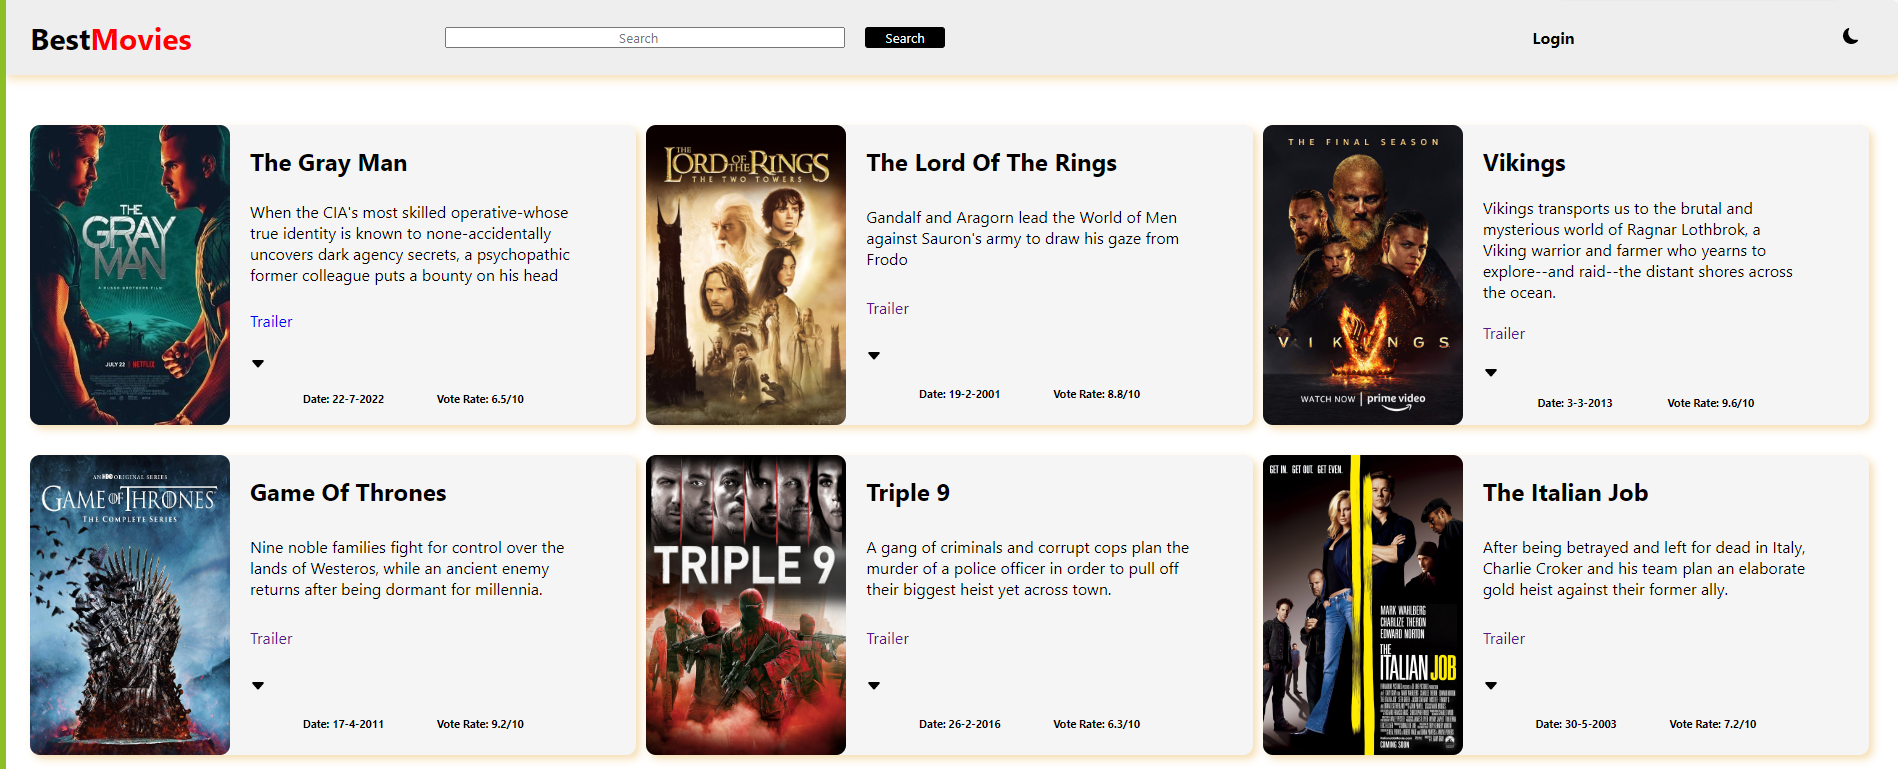 BestMovies
Search
Search
Login
THE
GRAY
MAN
A RUSSO BROTHERS FILM
JULY 22 | NETFLIX
The Gray Man
When the CIA's most skilled operative-whose
true identity is known to none-accidentally
uncovers dark agency secrets, a psychopathic
former colleague puts a bounty on his head
Trailer
Date: 22-7-2022
Vote Rate: 6.5/10
THE
LORD OF THE RINGS
THE TWO TOWERS
The Lord Of The Rings
Gandalf and Aragorn lead the World of Men
against Sauron's army to draw his gaze from
Frodo
Trailer
Date: 19-2-2001
Vote Rate: 8.8/10
THE FINAL SEASON
VIKINGS
WATCH NOW | prime video
Vikings
Vikings transports us to the brutal and
mysterious world of Ragnar Lothbrok, a
Viking warrior and farmer who yearns to
explore--and raid--the distant shores across
the ocean.
Trailer
Date: 3-3-2013
Vote Rate: 9.6/10
AN HBO ORIGINAL SERIES
GAME OF THRONES
THE COMPLETE SERIES
Game Of Thrones
Nine noble families fight for control over the
lands of Westeros, while an ancient enemy
returns after being dormant for millennia.
Trailer
Date: 17-4-2011
Vote Rate: 9.2/10
TRIPLE 9
Triple 9
A gang of criminals and corrupt cops plan the
murder of a police officer in order to pull off
their biggest heist yet across town.
Trailer
Date: 26-2-2016
Vote Rate: 6.3/10
GET IN. GET OUT. GET EVEN.
MARK WAHLBERG
CHARLIZE THERON
EDWARD NORTON
THE
ITALIAN JOB
COMING SOON
The Italian Job
After being betrayed and left for dead in Italy,
Charlie Croker and his team plan an elaborate
gold heist against their former ally.
Trailer
Date: 30-5-2003
Vote Rate: 7.2/10